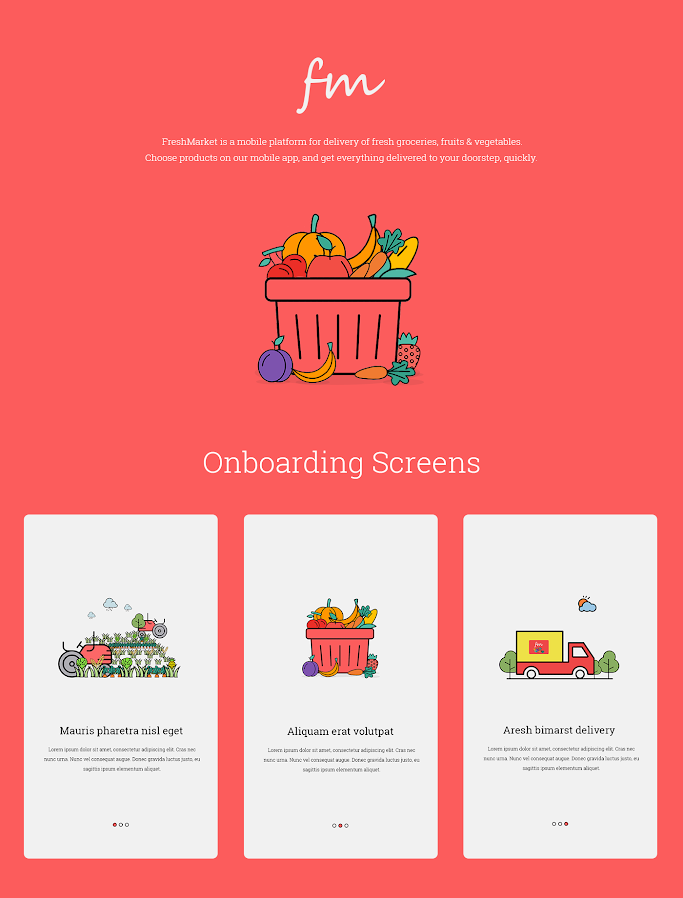 fm
FreshMarket is a mobile platform for delivery of fresh groceries, fruits & vegetables.
Choose products on our mobile app, and get everything delivered to your doorstep, quickly.
Onboarding Screens
Mauris pharetra nisl eget
Lorem ipsum dolor sit amet, consectetur adipiscing elit. Cras nec
nunc urna. Nunc vel consequat augue. Donec gravida luctus justo, eu
sagittis ipsum elementum aliquet.
Aliquam erat volutpat
Lorem ipsum dolor sit amet, consectetur adipiscing elit. Cras nec
nunc urna. Nunc vel consequat augue. Donec gravida luctus justo, eu
sagittis ipsum elementum aliquet.
fm
Aresh bimarst delivery
Lorem ipsum dolor sit amet, consectetur adipiscing elit. Cras nec
nunc urna. Nunc vel consequat augue. Donec gravida luctus justo, eu
sagittis ipsum elementum aliquet.